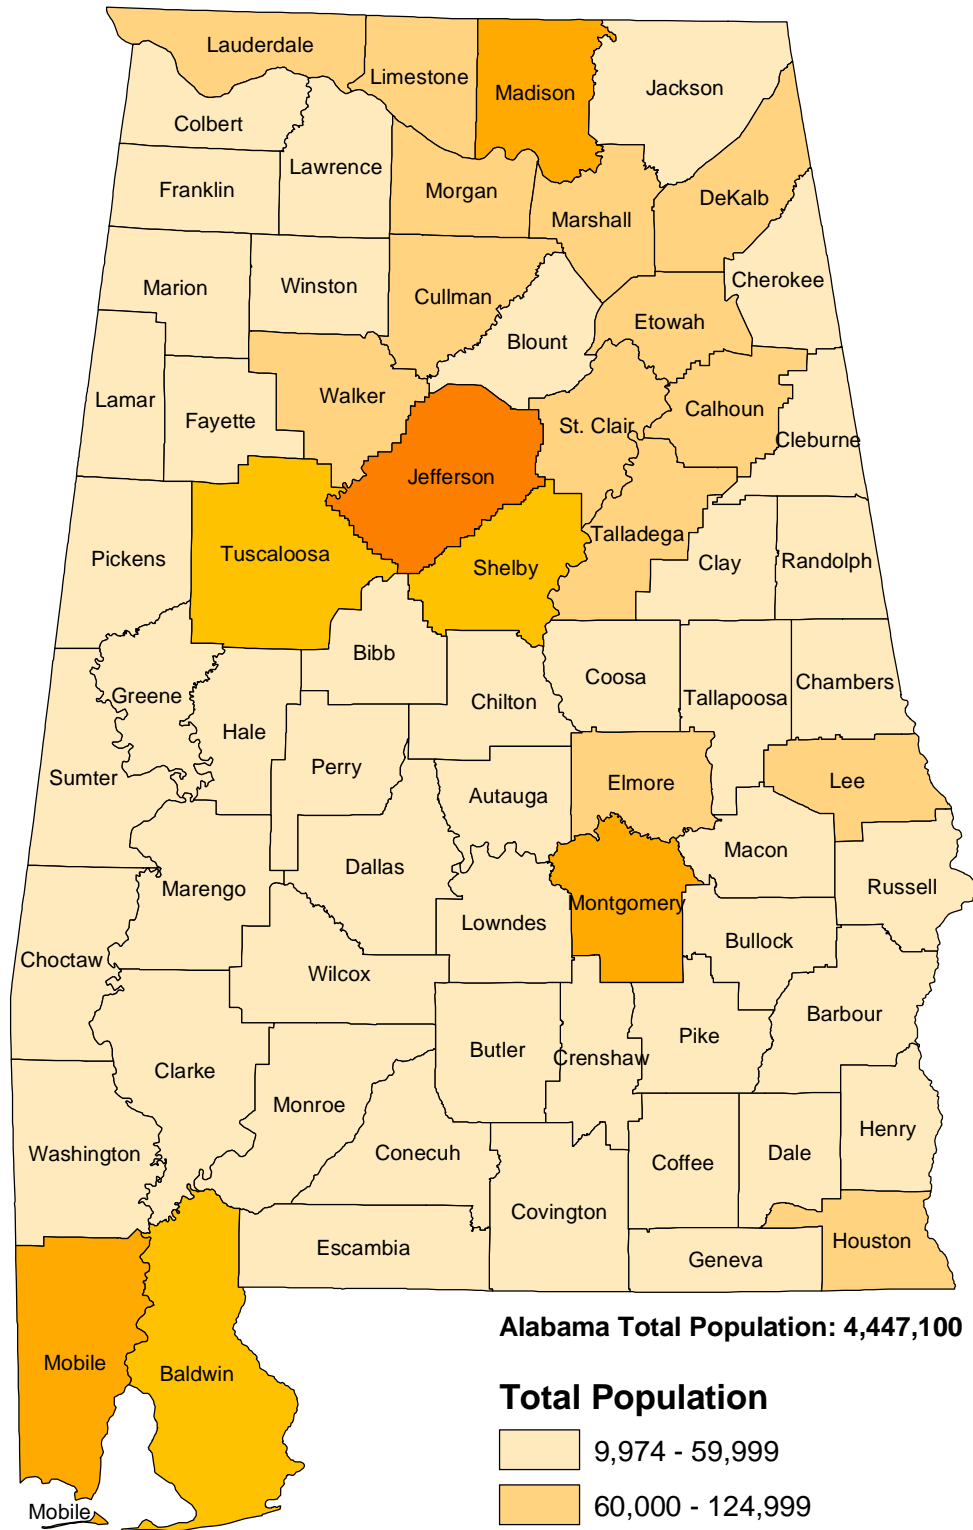 Lauderdale
Limestone
Madison
Jackson
Colbert
Lawrence
Franklin
Morgan
DeKalb
Marshall
Cherokee
Marion
Winston
Cullman
Etowah
Blount
Lamar
Walker
Fayette
St. Clair
Calhoun
Cleburne
Jefferson
Talladega
Pickens
Tuscaloosa
Shelby
Clay
Randolph
Bibb
Coosa
Chambers
Greene
Tallapoosa
Chilton
Hale
Perry
Sumter
Elmore
Lee
Autauga
Macon
Dallas
Marengo
Russell
Montgomery
Lowndes
Bullock
Choctaw
Wilcox
Barbour
Pike
Butler
Crenshaw
Clarke
Monroe
Henry
Washington
Conecuh
Dale
Coffee
Covington
Houston
Escambia
Geneva
Alabama Total Population: 4,447,100
Mobile
Baldwin
Total Population
9,974 - 59,999
60,000 - 124,999
Mobile